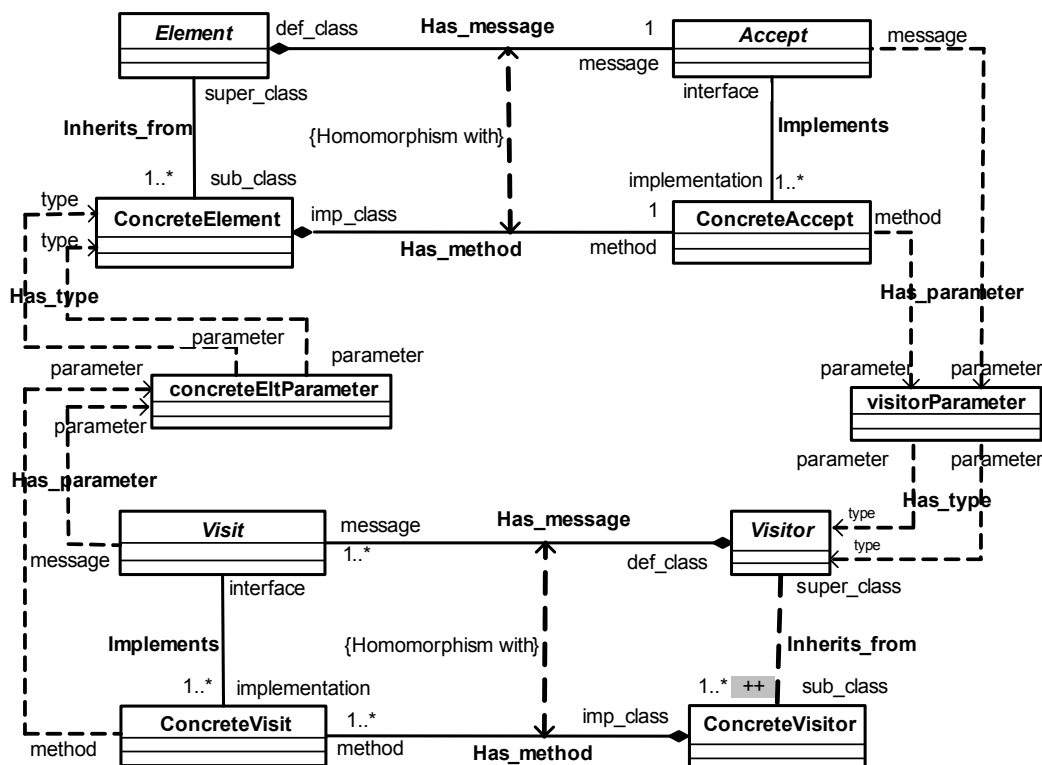 Element
def_class
Has_message
1
message
Accept
message
super_class
interface
Inherits_from
{Homomorphism with}
Implements
1..*
sub_class
implementation
1..*
type
ConcreteElement
imp_class
1
ConcreteAccept
method
type
Has_method
method
Has_type
Has_parameter
parameter
parameter
parameter
parameter
parameter
concreteEltParameter
visitorParameter
parameter
parameter
parameter
Has_parameter
Has_type
Visit
message
Has_message
Visitor
type
type
message
1..*
def_class
super_class
interface
Implements
{Homomorphism with}
Inherits_from
1..*
implementation
1..*
++
sub_class
ConcreteVisit
1..*
imp_class
ConcreteVisitor
method
method
Has_method